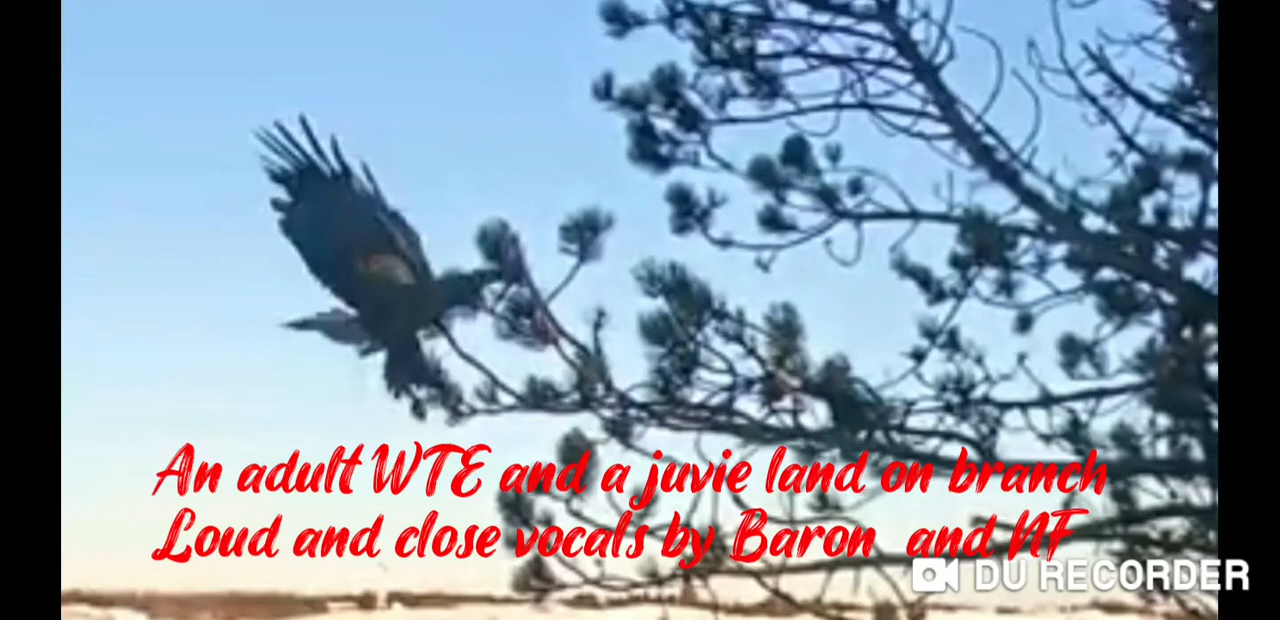 An adult WTE and a juvie land on branch
Loud and close vocals by Baron and NF
DU RECORDER